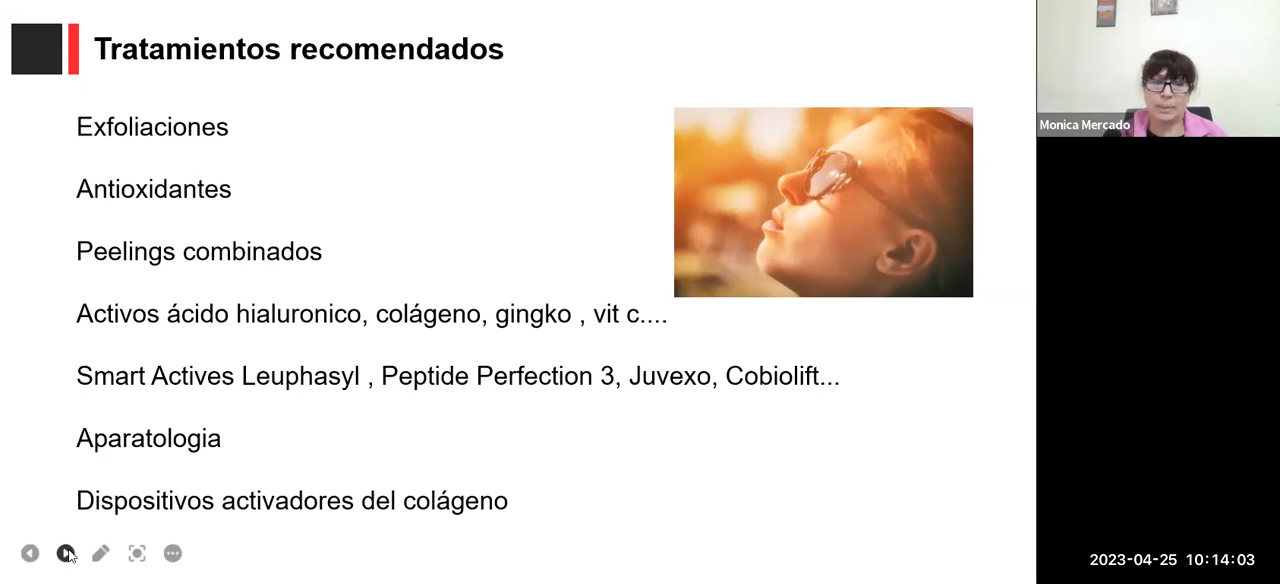 Tratamientos recomendados
Exfoliaciones
Antioxidantes
Peelings combinados
Activos ácido hialuronico, colágeno, gingko , vit c....
Smart Actives Leuphasyl , Peptide Perfection 3, Juvexo, Cobiolift...
Aparatologia
Dispositivos activadores del colágeno
Monica Mercado
2023-04-25 10:14:03